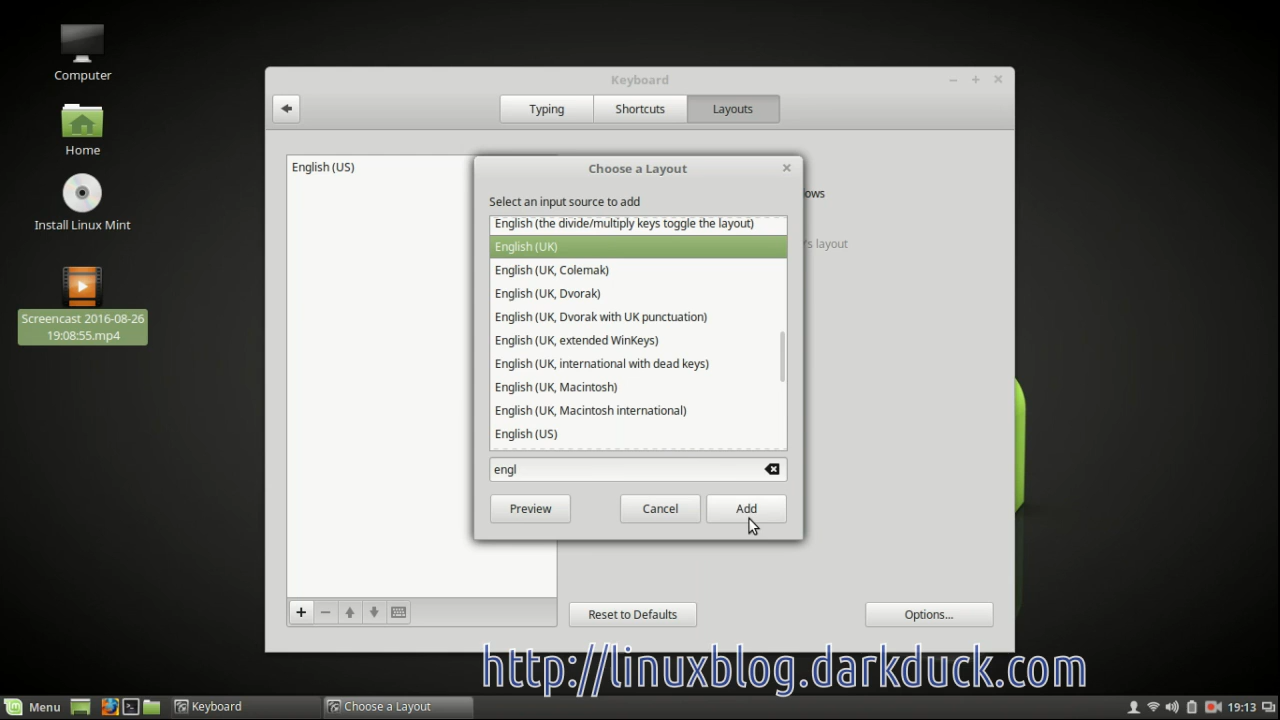 Computer
Home
Install Linux Mint
Screencast 2016-08-26
19:08:55.mp4
Keyboard
Typing
Shortcuts
Layouts
English (US)
ows
's layout
Choose a Layout
Select an input source to add
English (the divide/multiply keys toggle the layout)
English (UK)
English (UK, Colemak)
English (UK, Dvorak)
English (UK, Dvorak with UK punctuation)
English (UK, extended WinKeys)
English (UK, international with dead keys)
English (UK, Macintosh)
English (UK, Macintosh international)
English (US)
engl
Preview
Cancel
Add
Reset to Defaults
Options...
http://linuxblog.darkduck.com
Menu
Keyboard
Choose a Layout
19:13